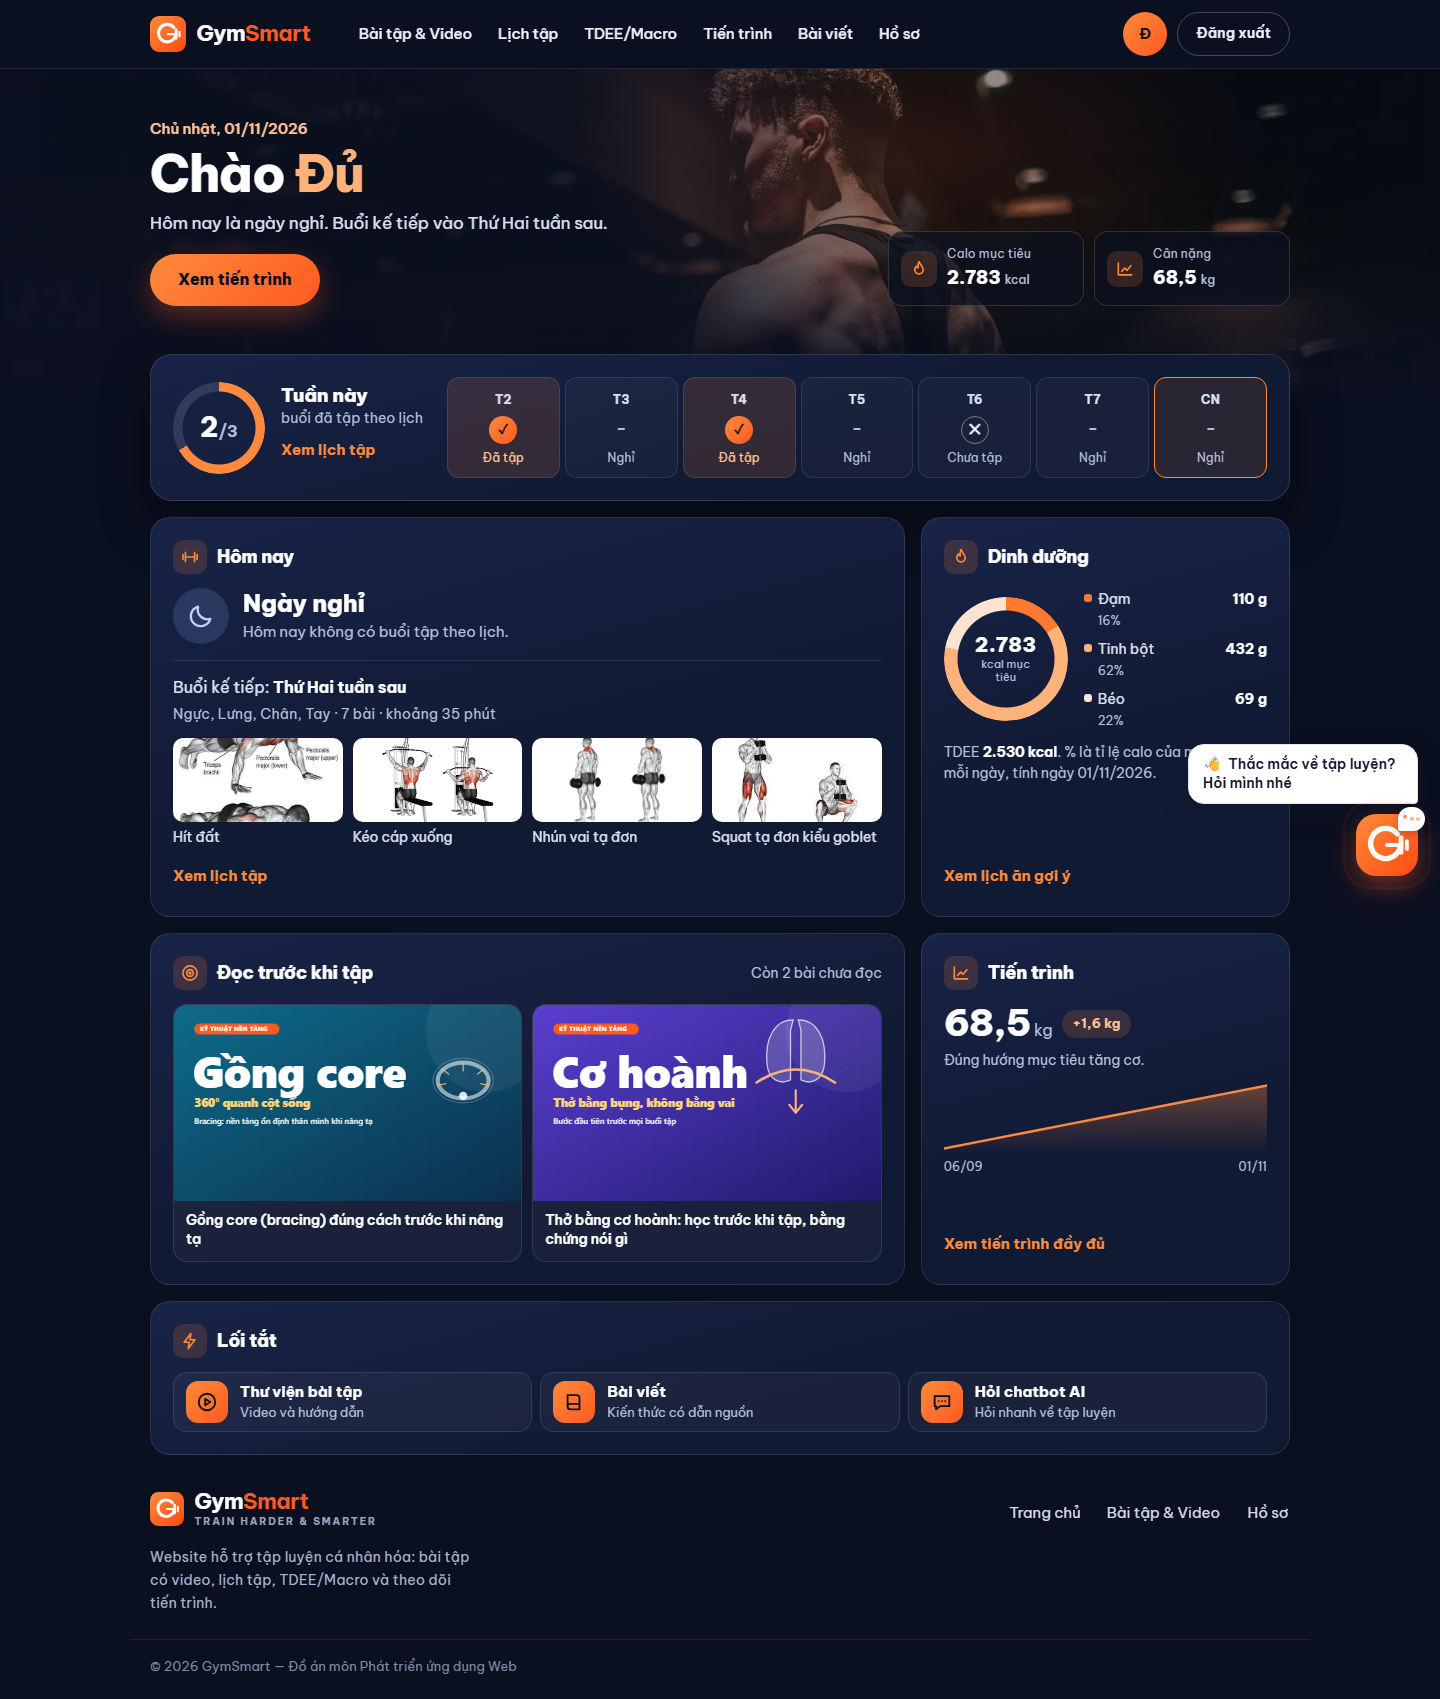 GymSmart
Bài tập & Video
Lịch tập
TDEE/Macro
Tiến trình
Bài viết
Hồ sơ
Đ
Đăng xuất
Chủ nhật, 01/11/2026
Chào Đủ
Hôm nay là ngày nghỉ. Buổi kế tiếp vào Thứ Hai tuần sau.
Xem tiến trình
Calo mục tiêu
2.783 kcal
Cân nặng
68,5 kg
2/3
Tuần này
buổi đã tập theo lịch
Xem lịch tập
T2
Đã tập
T3
–
Nghỉ
T4
Đã tập
T5
–
Nghỉ
T6
Chưa tập
T7
–
Nghỉ
CN
–
Nghỉ
Hôm nay
Ngày nghỉ
Hôm nay không có buổi tập theo lịch.
Buổi kế tiếp: Thứ Hai tuần sau
Ngực, Lưng, Chân, Tay · 7 bài · khoảng 35 phút
Triceps
brachii
Pectoralis
major (lower)
Pectoralis
major (upper)
Hít đất
Kéo cáp xuống
Nhún vai tạ đơn
Squat tạ đơn kiểu goblet
Xem lịch tập
Dinh dưỡng
2.783
kcal mục
tiêu
Đạm
110 g
16%
Tinh bột
432 g
62%
Béo
69 g
22%
TDEE 2.530 kcal. % là tỉ lệ calo của
mỗi ngày, tính ngày 01/11/2026.
Xem lịch ăn gợi ý
👋 Thắc mắc về tập luyện?
Hỏi mình nhé
Đọc trước khi tập
Còn 2 bài chưa đọc
KỸ THUẬT NỀN TẢNG
Gồng core
360° quanh cột sống
Bracing: nền tảng ổn định thân mình khi nâng tạ
Gồng core (bracing) đúng cách trước khi nâng
tạ
KỸ THUẬT NỀN TẢNG
Cơ hoành
Thở bằng bụng, không bằng vai
Bước đầu tiên trước mọi buổi tập
Thở bằng cơ hoành: học trước khi tập, bằng
chứng nói gì
Tiến trình
68,5 kg
+1,6 kg
Đúng hướng mục tiêu tăng cơ.
06/09
01/11
Xem tiến trình đầy đủ
Lối tắt
Thư viện bài tập
Video và hướng dẫn
Bài viết
Kiến thức có dẫn nguồn
Hỏi chatbot AI
Hỏi nhanh về tập luyện
GymSmart
TRAIN HARDER & SMARTER
Trang chủ
Bài tập & Video
Hồ sơ
Website hỗ trợ tập luyện cá nhân hóa: bài tập
có video, lịch tập, TDEE/Macro và theo dõi
tiến trình.
© 2026 GymSmart — Đồ án môn Phát triển ứng dụng Web